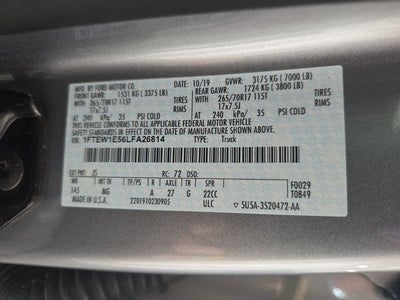 MFD. BY FORD MOTOR CO. 10/19 GVWR: 3175 KG (7000 LB)
FRONT GAWR: 1531 KG (3375 LB) REAR GAWR: 1724 KG (3800 LB)
265/70R17 115T TIRES 265/70R17 115T TIRES
17x7.5J RIMS 17x7.5J RIMS
AT 240 kPa/ 35 PSI COLD AT 240 kPa/ 35 PSI COLD
THIS VEHICLE CONFORMS TO ALL APPLICABLE FEDERAL MOTOR VEHICLE
SAFETY STANDARDS IN EFFECT ON THE DATE OF MANUFACTURE SHOWN ABOVE.
VIN: 1FTEW1E56LFA26814 TYPE: Truck
EXT PNT: JS RC: 72 DSO:
WB INT TR TP/PS R AXLE TR SPR F0029
145 MG A 27 G 22CC T0849
MADE IN U.S.A. 2201910230905 ULC 5U5A-3520472-AA